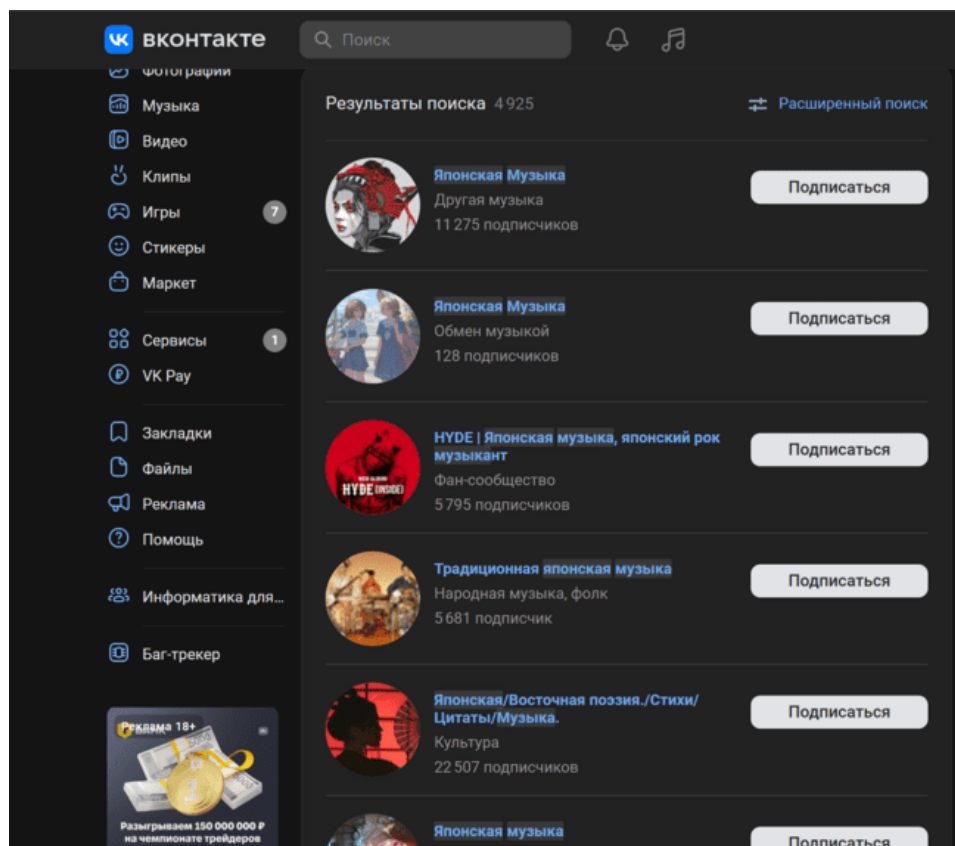 вконтакте
Поиск
Фотографии
Музыка
Видео
Клипы
Игры 7
Стикеры
Маркет
Сервисы 1
VK Pay
Закладки
Файлы
Реклама
Помощь
Информатика для...
Баг-трекер
Реклама 18+
Разыгрываем 150 000 000 ₽
на чемпионате трейдеров
Результаты поиска 4 925
Расширенный поиск
Японская Музыка
Другая музыка
11 275 подписчиков
Подписаться
Японская Музыка
Обмен музыкой
128 подписчиков
Подписаться
NEW ALBUM
HYDE [INSIDE]
HYDE | Японская музыка, японский рок
музыкант
Фан-сообщество
5 795 подписчиков
Подписаться
Традиционная японская музыка
Народная музыка, фолк
5 681 подписчик
Подписаться
Японская/Восточная поэзия./Стихи/
Цитаты/Музыка.
Культура
22 507 подписчиков
Подписаться
Японская музыка
Подписаться